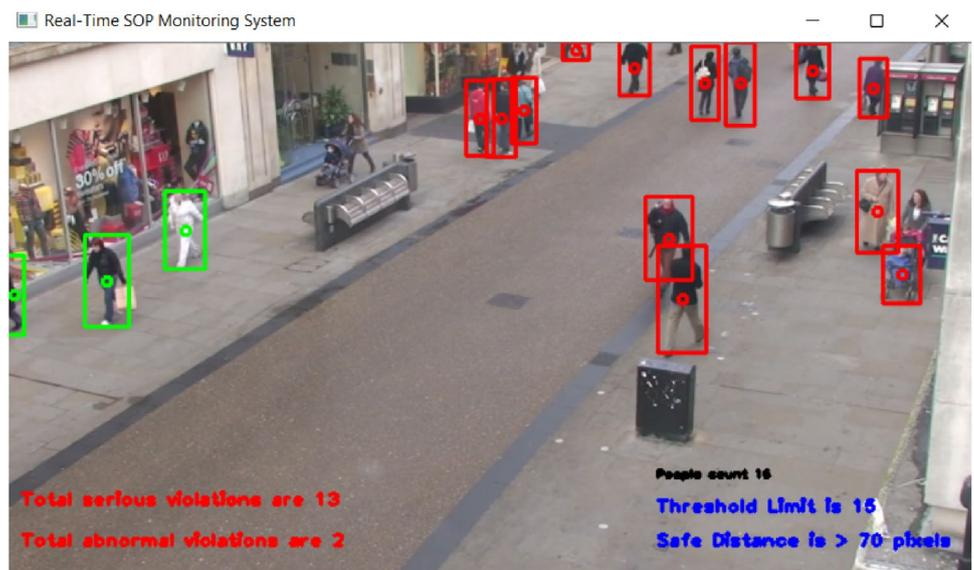 Real-Time SOP Monitoring System
30% off
CA
W
People count 16
Total serious violations are 13
Threshold Limit is 15
Total abnormal violations are 2
Safe Distance is > 70 pixels